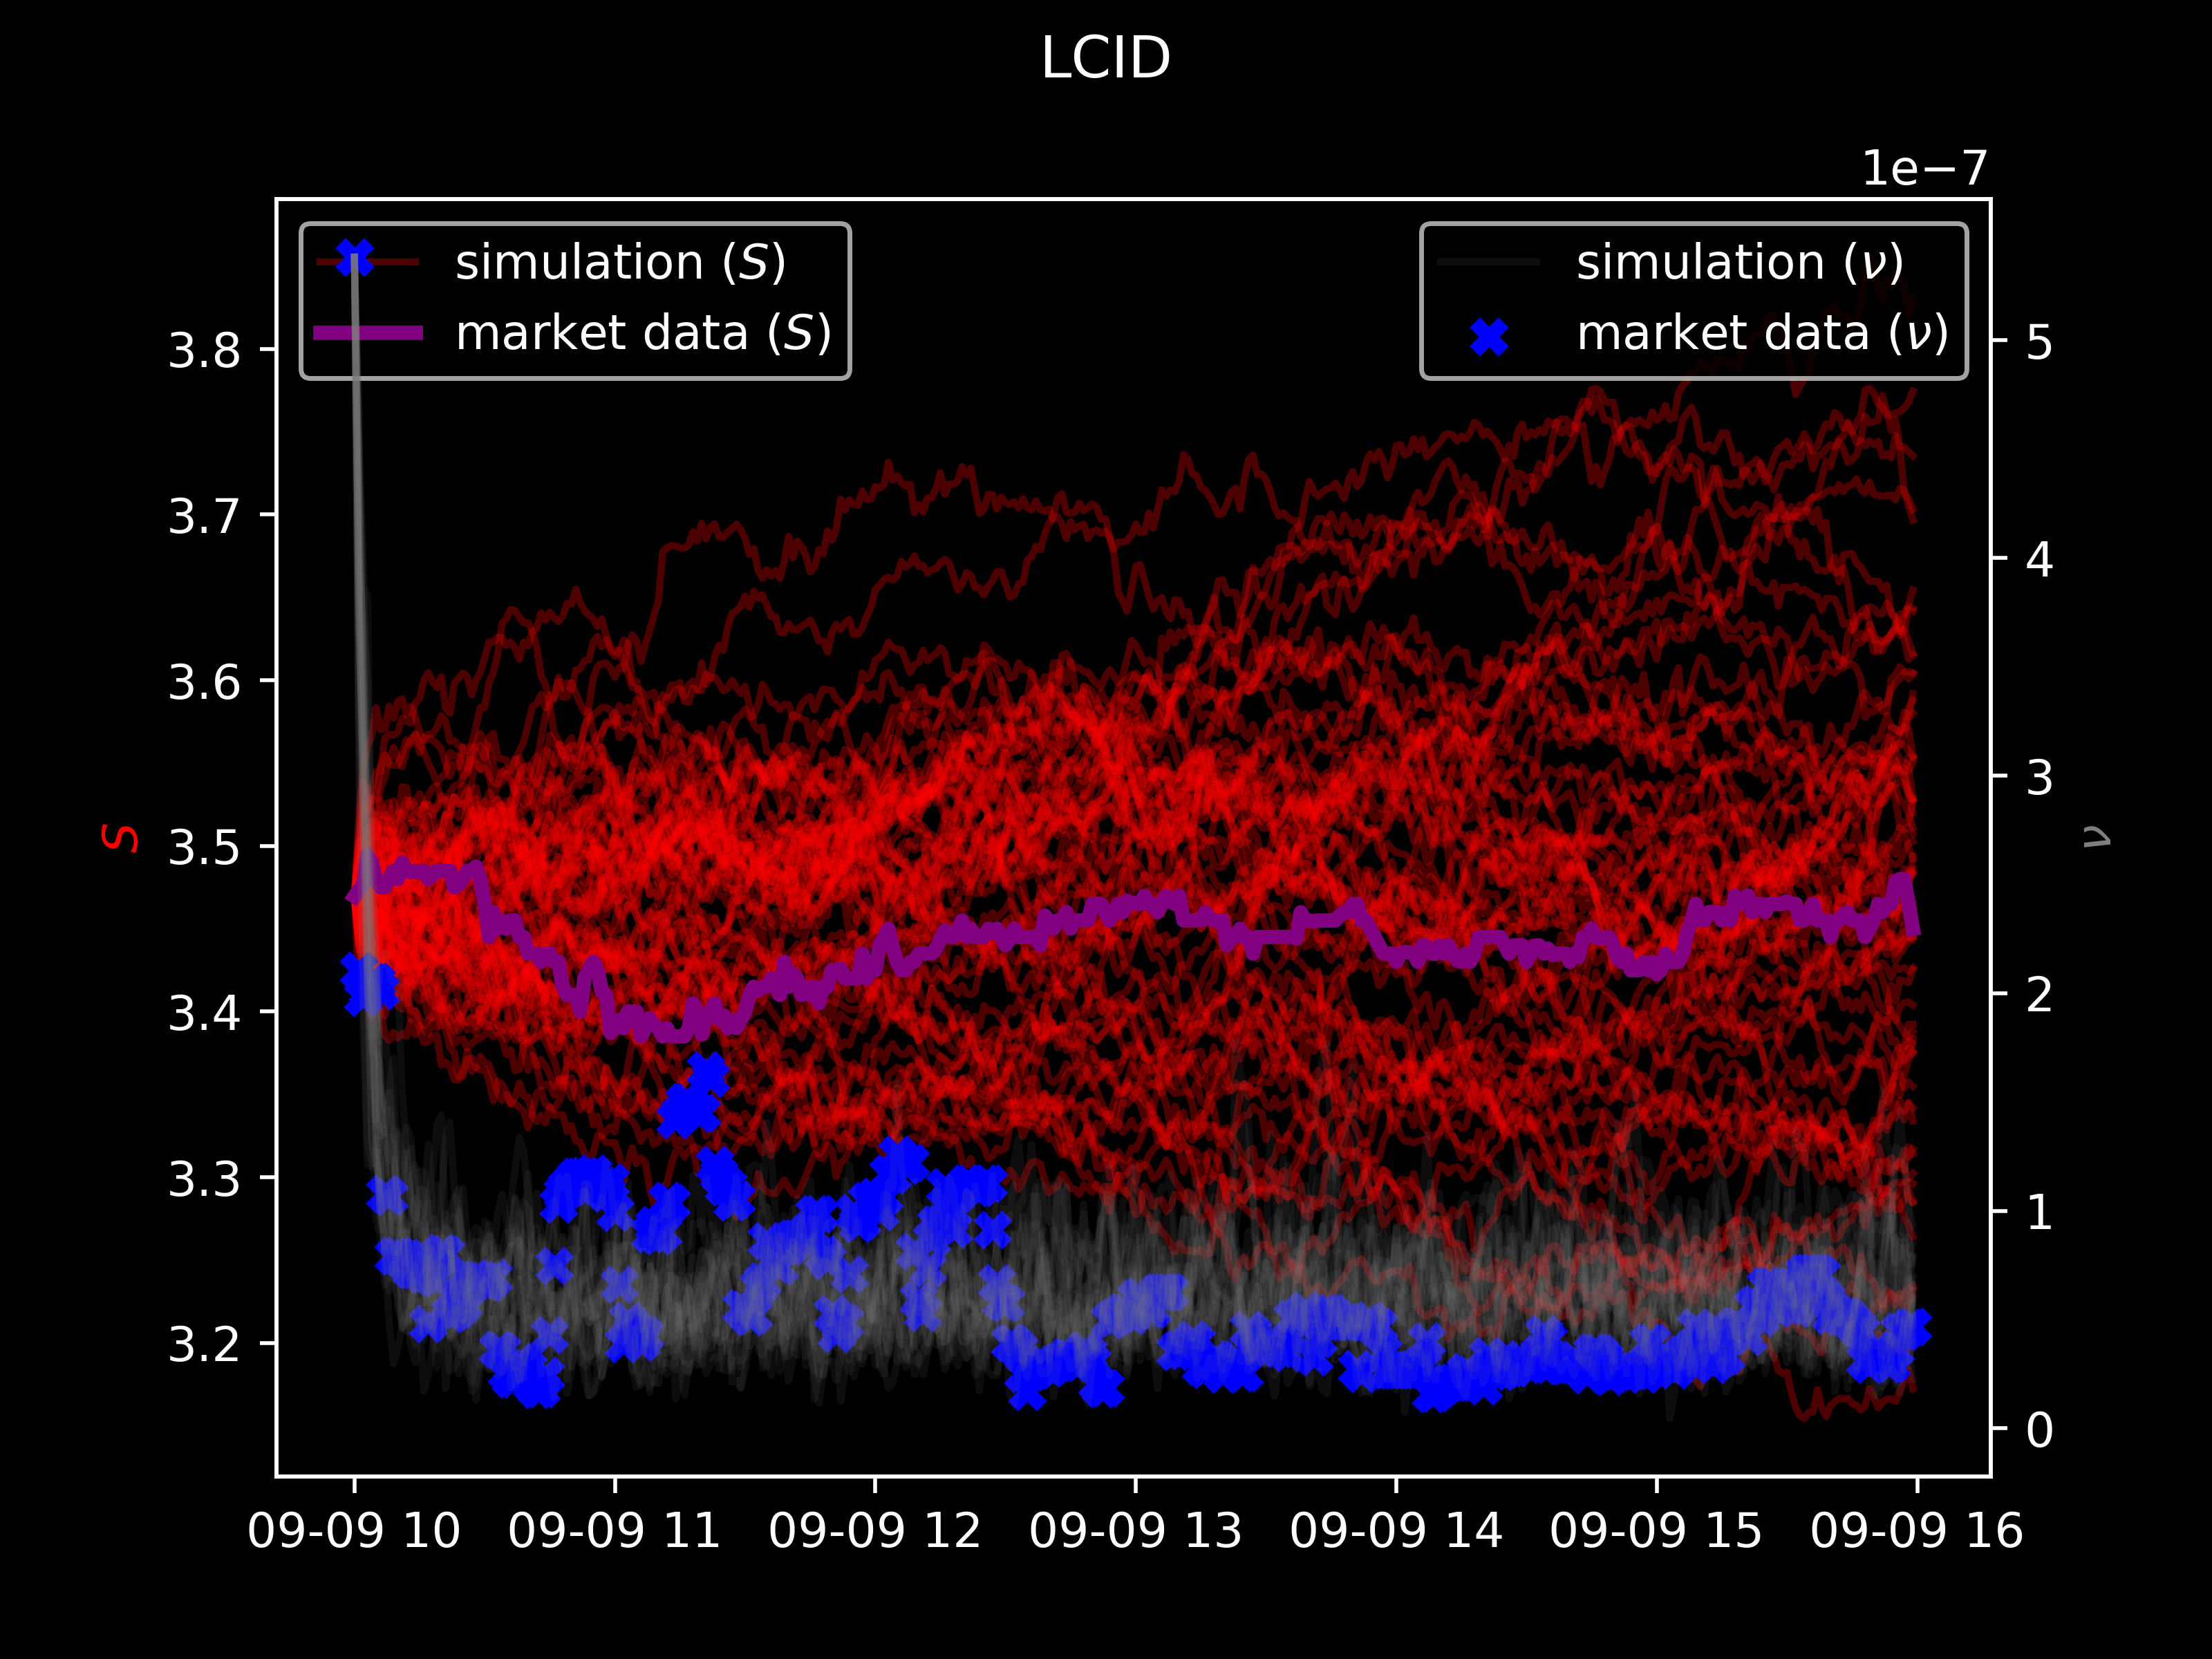 LCID
1e−7
simulation (S)
market data (S)
simulation (ν)
market data (ν)
3.8
3.7
3.6
3.5
3.4
3.3
3.2
S
5
4
3
2
1
0
ν
09-09 10
09-09 11
09-09 12
09-09 13
09-09 14
09-09 15
09-09 16